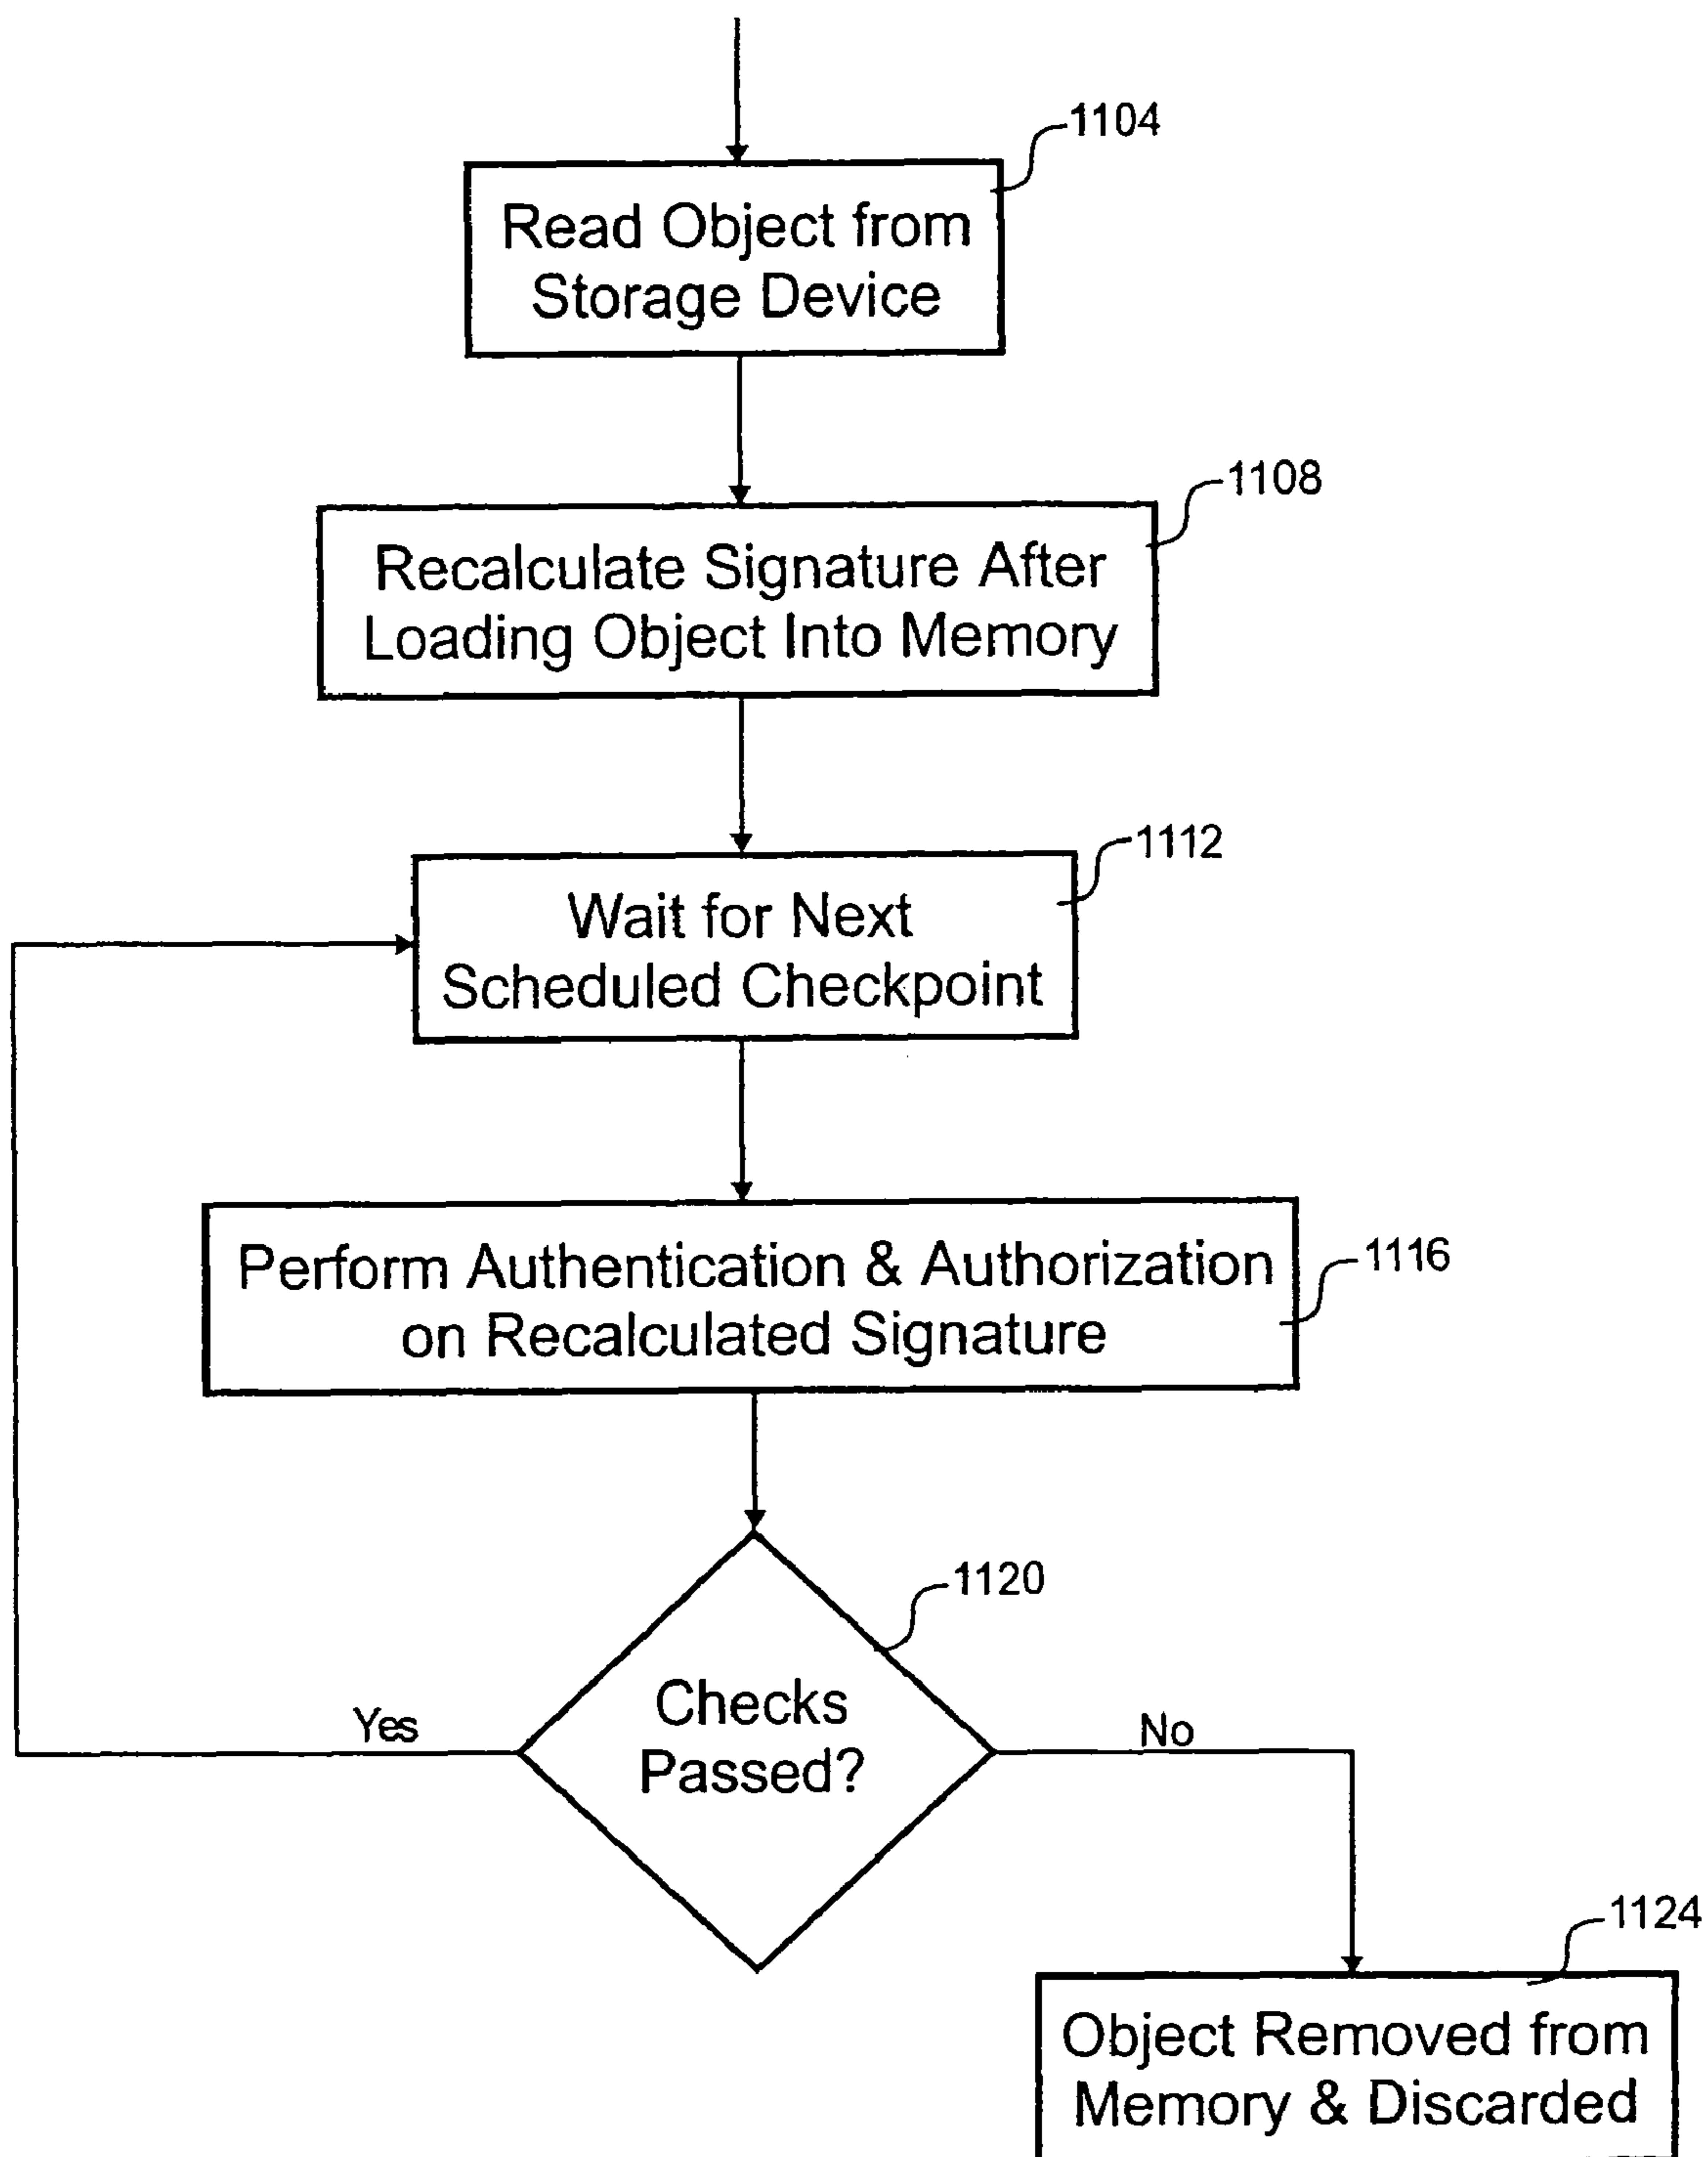 1104
Read Object from
Storage Device
1108
Recalculate Signature After
Loading Object Into Memory
1112
Wait for Next
Scheduled Checkpoint
1116
Perform Authentication & Authorization
on Recalculated Signature
1120
Checks
Passed?
Yes
No
1124
Object Removed from
Memory & Discarded